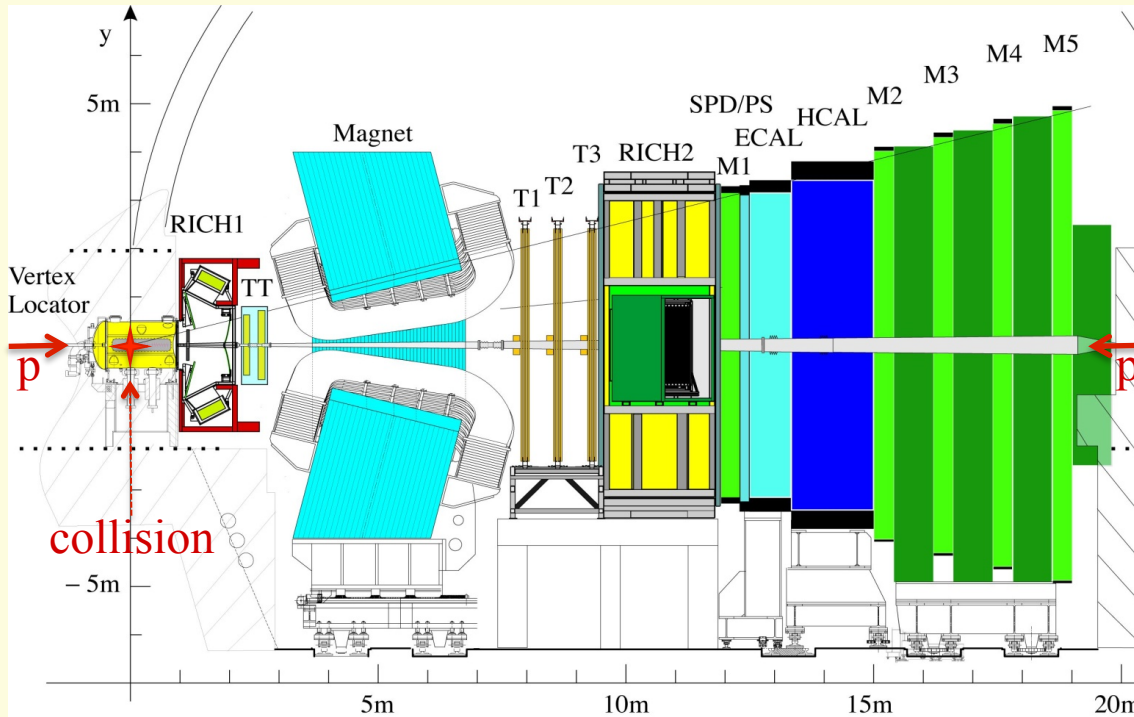 y
5m
Magnet
RICH1
Vertex
Locator
TT
T1
T2
T3
RICH2
SPD/PS
M1
ECAL
HCAL
M2
M3
M4
M5
p
p
collision
− 5m
5m
10m
15m
20m